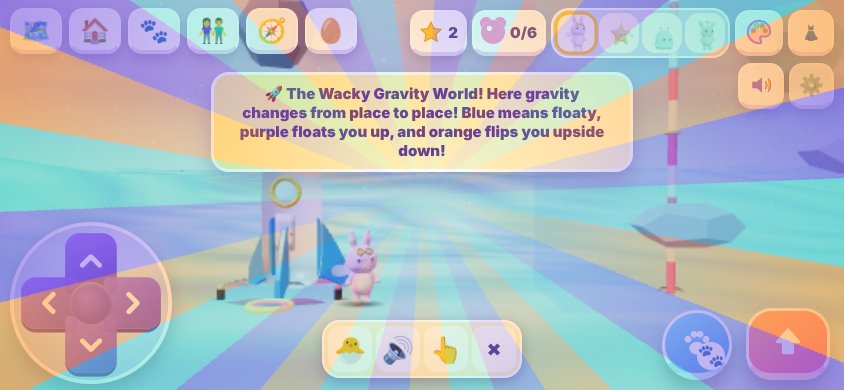 2
0/6
🚀 The Wacky Gravity World! Here gravity
changes from place to place! Blue means floaty,
purple floats you up, and orange flips you upside
down!